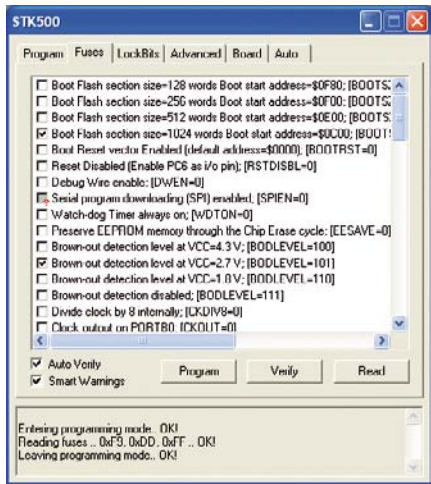 STK500
Program Fuses LockBits Advanced Board Auto
Boot Flash section size=128 words Boot start address=$0F80; [BOOTS
Boot Flash section size=256 words Boot start address=$0F00; [BOOTS
Boot Flash section size=512 words Boot start address=$0E00; [BOOTS
Boot Flash section size=1024 words Boot start address=$0C00; [BOOT
Boot Reset vector Enabled (default address=$0000); [BOOTRST=0]
Reset Disabled (Enable PC6 as i/o pin); [RSTDISBL=0]
Debug Wire enable; [DWEN=0]
Serial program downloading (SPI) enabled; [SPIEN=0]
Watch-dog Timer always on; [WDTON=0]
Preserve EEPROM memory through the Chip Erase cycle; [EESAVE=0]
Brown-out detection level at VCC=4.3 V; [BODLEVEL=100]
Brown-out detection level at VCC=2.7 V; [BODLEVEL=101]
Brown-out detection level at VCC=1.8 V; [BODLEVEL=110]
Brown-out detection disabled; [BODLEVEL=111]
Divide clock by 8 internally; [CKDIV8=0]
Clock output on PORTB0; [CKOUT=0]
Auto Verify
Smart Warnings
Program Verify Read
Entering programming mode.. OK!
Reading fuses .. 0xF9, 0xDD, 0xFF .. OK!
Leaving programming mode.. OK!